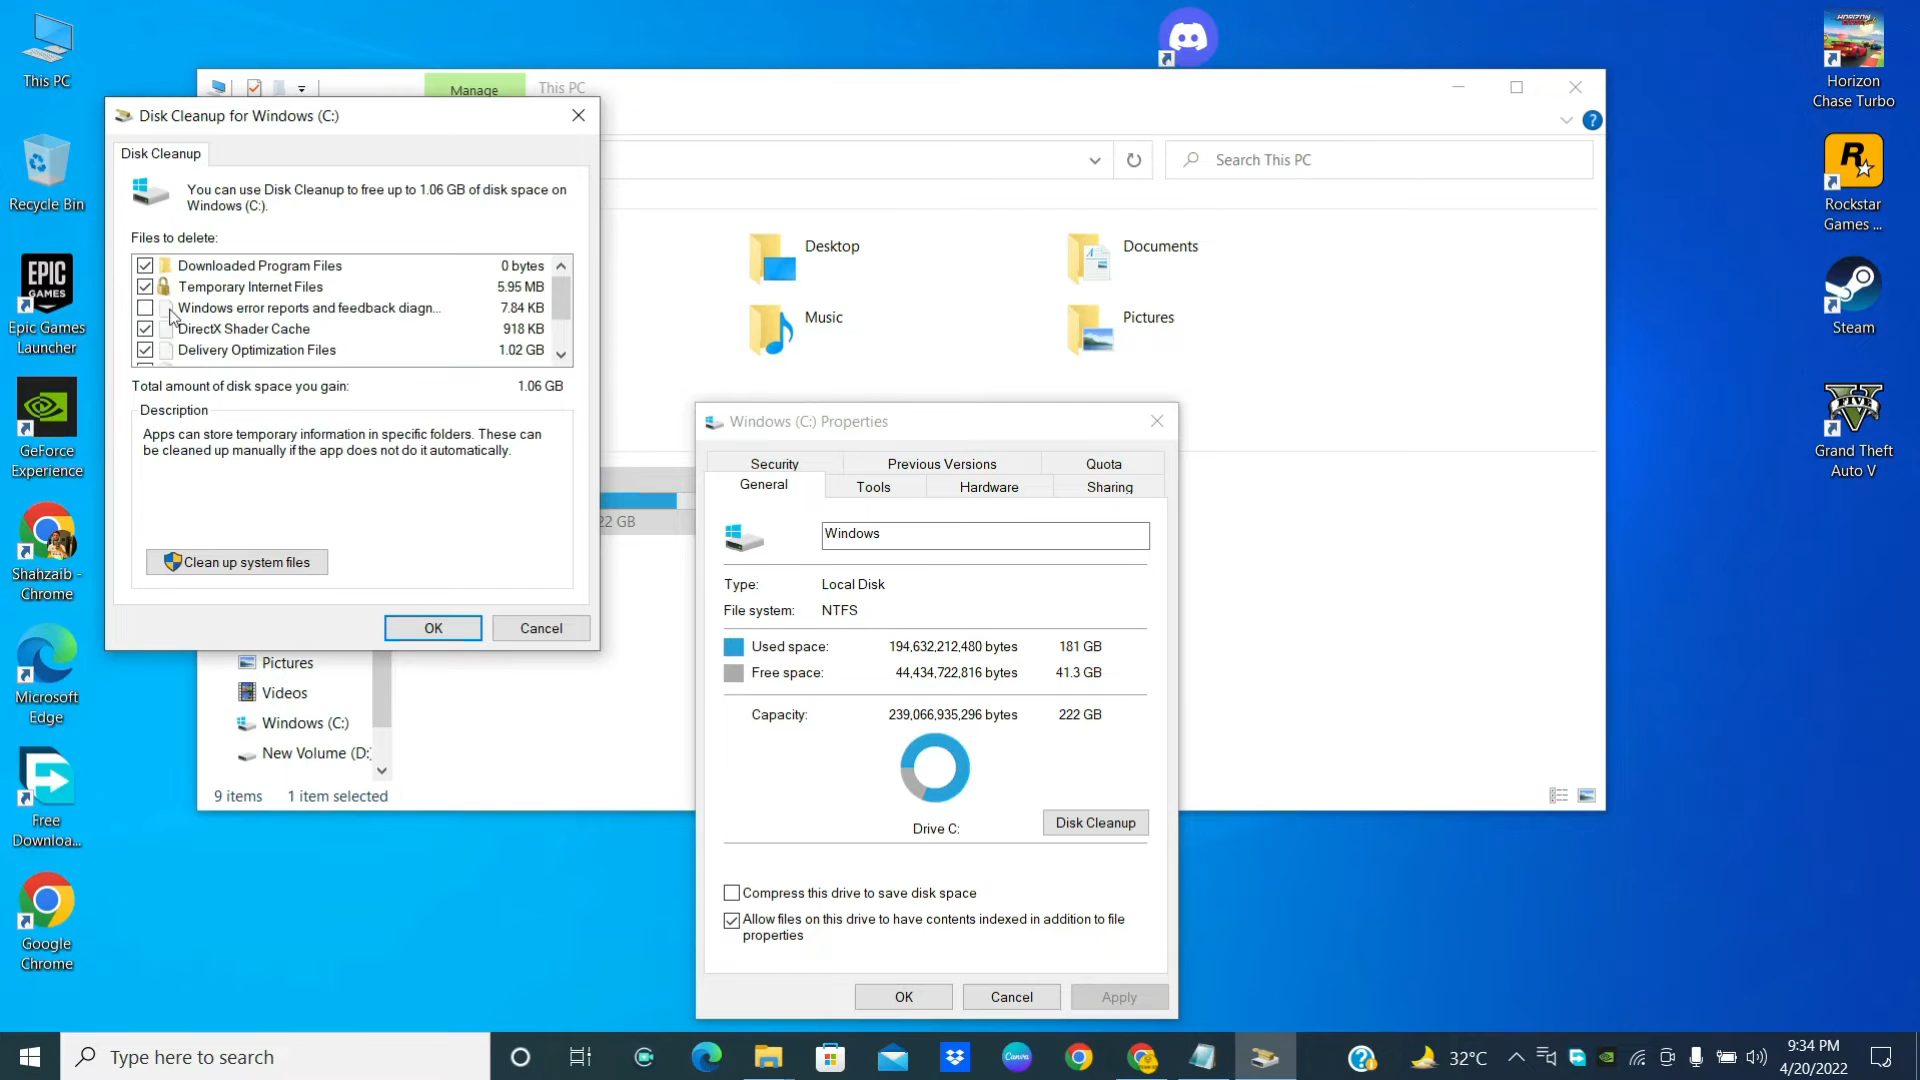 This PC
Recycle Bin
EPIC
GAMES
Epic Games
Launcher
GeForce
Experience
Shahzaib -
Chrome
Microsoft
Edge
Free
Downloa...
Google
Chrome
HORIZON
Horizon
Chase Turbo
Rockstar
Games ...
Steam
FIVE
Grand Theft
Auto V
Manage
This PC
Search This PC
Desktop
Documents
Music
Pictures
22 GB
Pictures
Videos
Windows (C:)
New Volume (D:)
9 items
1 item selected
Disk Cleanup for Windows (C:)
Disk Cleanup
You can use Disk Cleanup to free up to 1.06 GB of disk space on
Windows (C:).
Files to delete:
Downloaded Program Files 0 bytes
Temporary Internet Files 5.95 MB
Windows error reports and feedback diagn... 7.84 KB
DirectX Shader Cache 918 KB
Delivery Optimization Files 1.02 GB
Total amount of disk space you gain: 1.06 GB
Description
Apps can store temporary information in specific folders. These can
be cleaned up manually if the app does not do it automatically.
Clean up system files
OK Cancel
Windows (C:) Properties
Security Previous Versions Quota
General Tools Hardware Sharing
Windows
Type: Local Disk
File system: NTFS
Used space: 194,632,212,480 bytes 181 GB
Free space: 44,434,722,816 bytes 41.3 GB
Capacity: 239,066,935,296 bytes 222 GB
Drive C:
Disk Cleanup
Compress this drive to save disk space
Allow files on this drive to have contents indexed in addition to file
properties
OK Cancel Apply
Type here to search
Canva
32°C
9:34 PM
4/20/2022